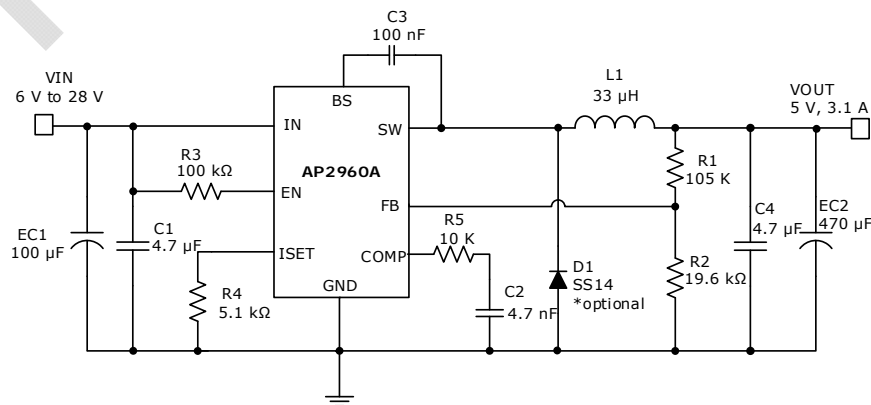 C3
100 nF
VIN
6 V to 28 V
L1
33 µH
VOUT
5 V, 3.1 A
BS
IN
SW
R3
100 kΩ
AP2960A
R1
105 K
EN
FB
R5
10 K
C4
4.7 µF
EC2
470 µF
EC1
100 µF
C1
4.7 µF
ISET
COMP
R2
19.6 kΩ
D1
SS14
*optional
GND
R4
5.1 kΩ
C2
4.7 nF